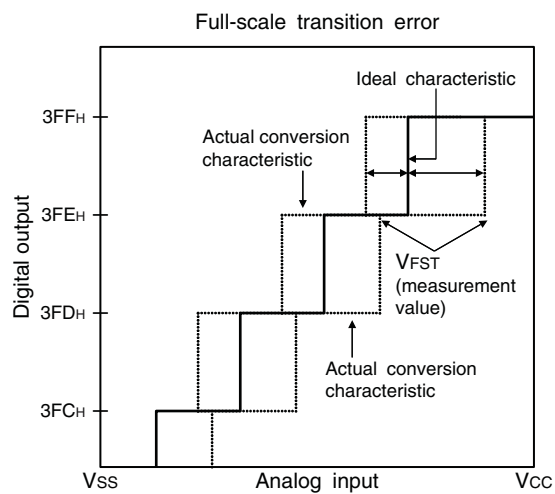 Full-scale transition error
Ideal characteristic
3FFH
Actual conversion
characteristic
3FEH
VFST
(measurement
value)
Digital output
3FDH
Actual conversion
characteristic
3FCH
VSS
Analog input
VCC